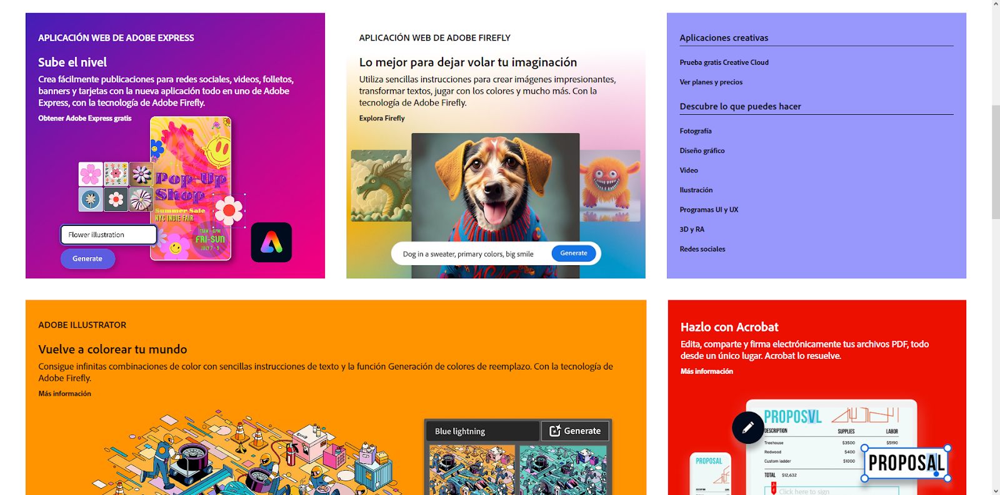 APLICACIÓN WEB DE ADOBE EXPRESS
Sube el nivel
Crea fácilmente publicaciones para redes sociales, videos, folletos,
banners y tarjetas con la nueva aplicación todo en uno de Adobe
Express, con la tecnología de Adobe Firefly.
Obtener Adobe Express gratis
Pop-Up
Shop
Summer Sale
NYC INDIE FAIR
11AM - 6PM
FRI-SUN
JULY 7 - 9
Flower illustration
Generate
APLICACIÓN WEB DE ADOBE FIREFLY
Lo mejor para dejar volar tu imaginación
Utiliza sencillas instrucciones para crear imágenes impresionantes,
transformar textos, jugar con los colores y mucho más. Con la
tecnología de Adobe Firefly.
Explora Firefly
Dog in a sweater, primary colors, big smile
Generate
Aplicaciones creativas
Prueba gratis Creative Cloud
Ver planes y precios
Descubre lo que puedes hacer
Fotografía
Diseño gráfico
Video
Ilustración
Programas UI y UX
3D y RA
Redes sociales
ADOBE ILLUSTRATOR
Vuelve a colorear tu mundo
Consigue infinitas combinaciones de color con sencillas instrucciones de texto y la función Generación de colores de reemplazo. Con la tecnología de
Adobe Firefly.
Más información
Blue lightning
Generate
Hazlo con Acrobat
Edita, comparte y firma electrónicamente tus archivos PDF, todo
desde un único lugar. Acrobat lo resuelve.
Más información
PROPOSVL
DESCRIPTION SUPPLIES LABOR
Treehouse $3500 $5190
Redwood $400
Custom ladder $1000
TOTAL $12,632
Click here to sign
PROPOSAL
PROPOSAL